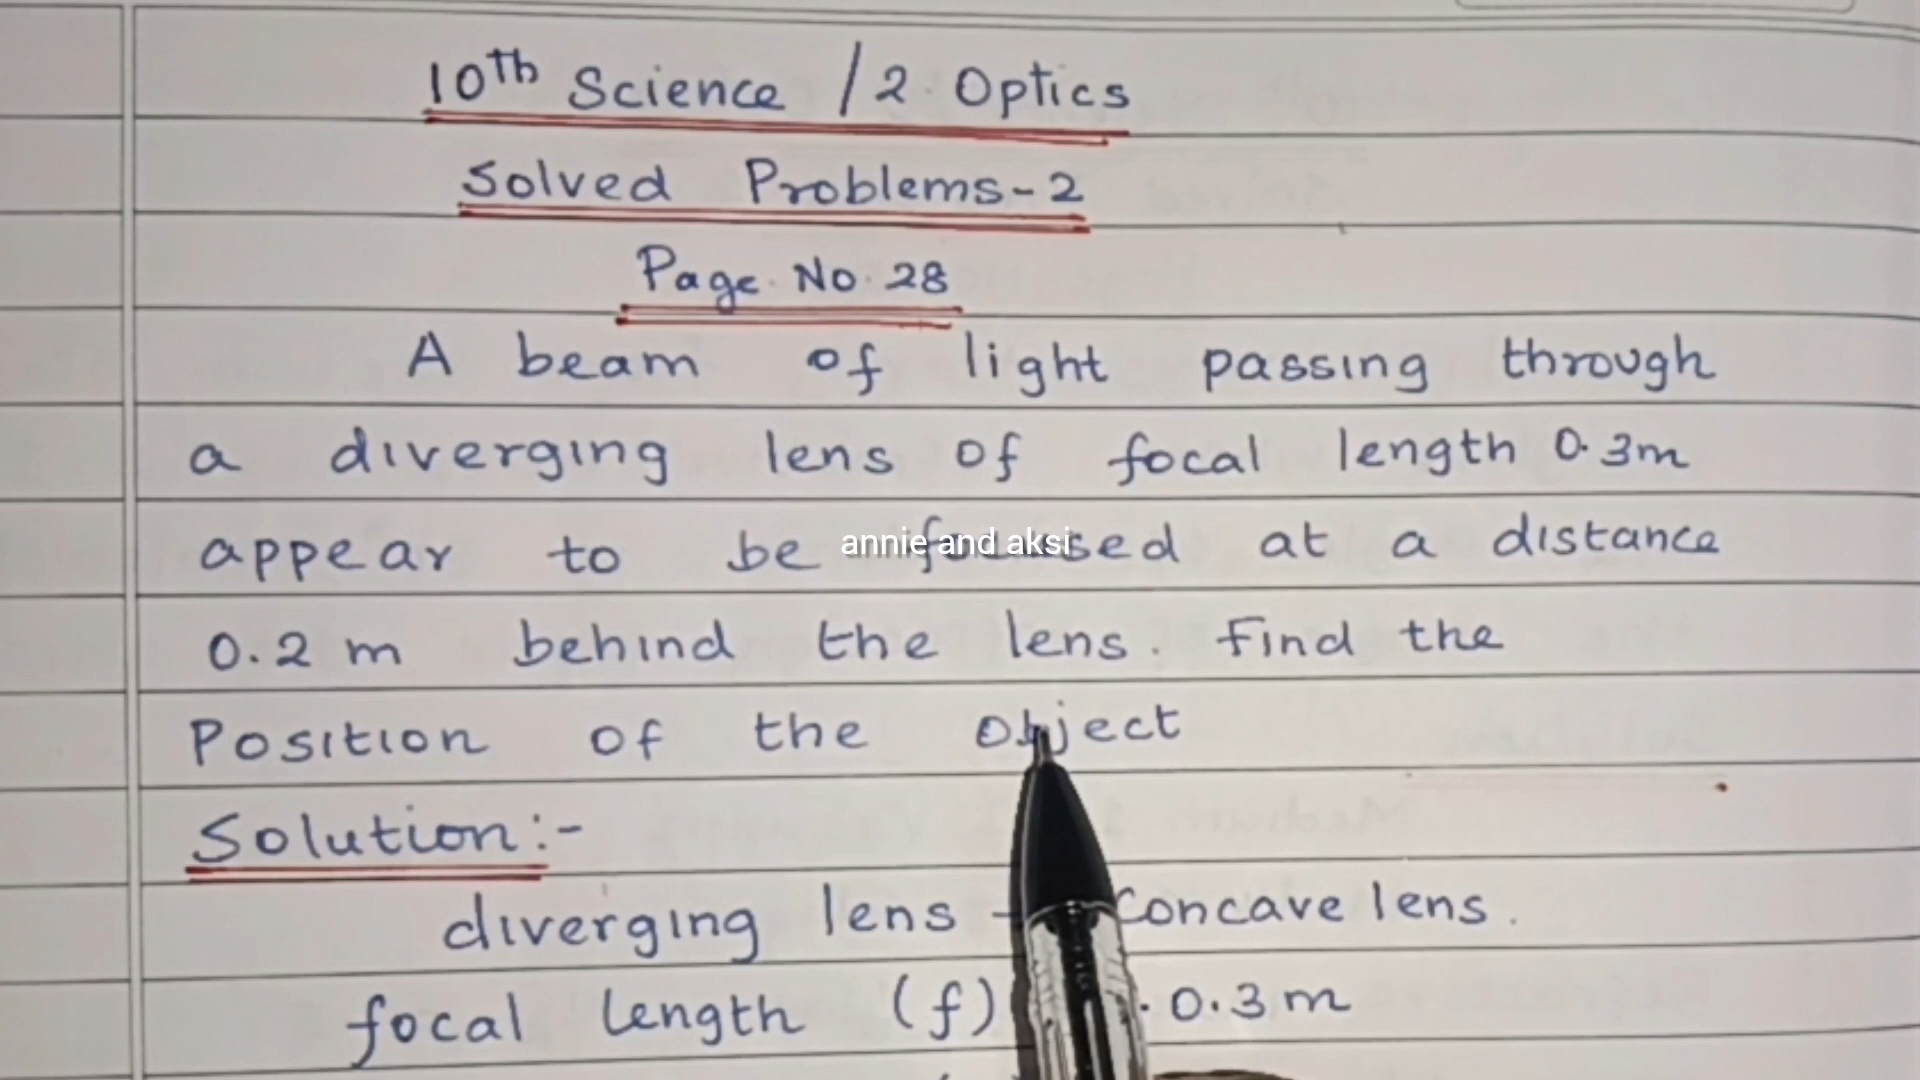 10th Science / 2. Optics
Solved Problems-2
Page. No. 28
A beam of light passing through
a diverging lens of focal length 0.3m
appear to be focused at a distance
annie and aksi
0.2 m behind the lens. Find the
Position of the object
Solution:-
diverging lens - Concave lens.
focal length (f) 0.3m